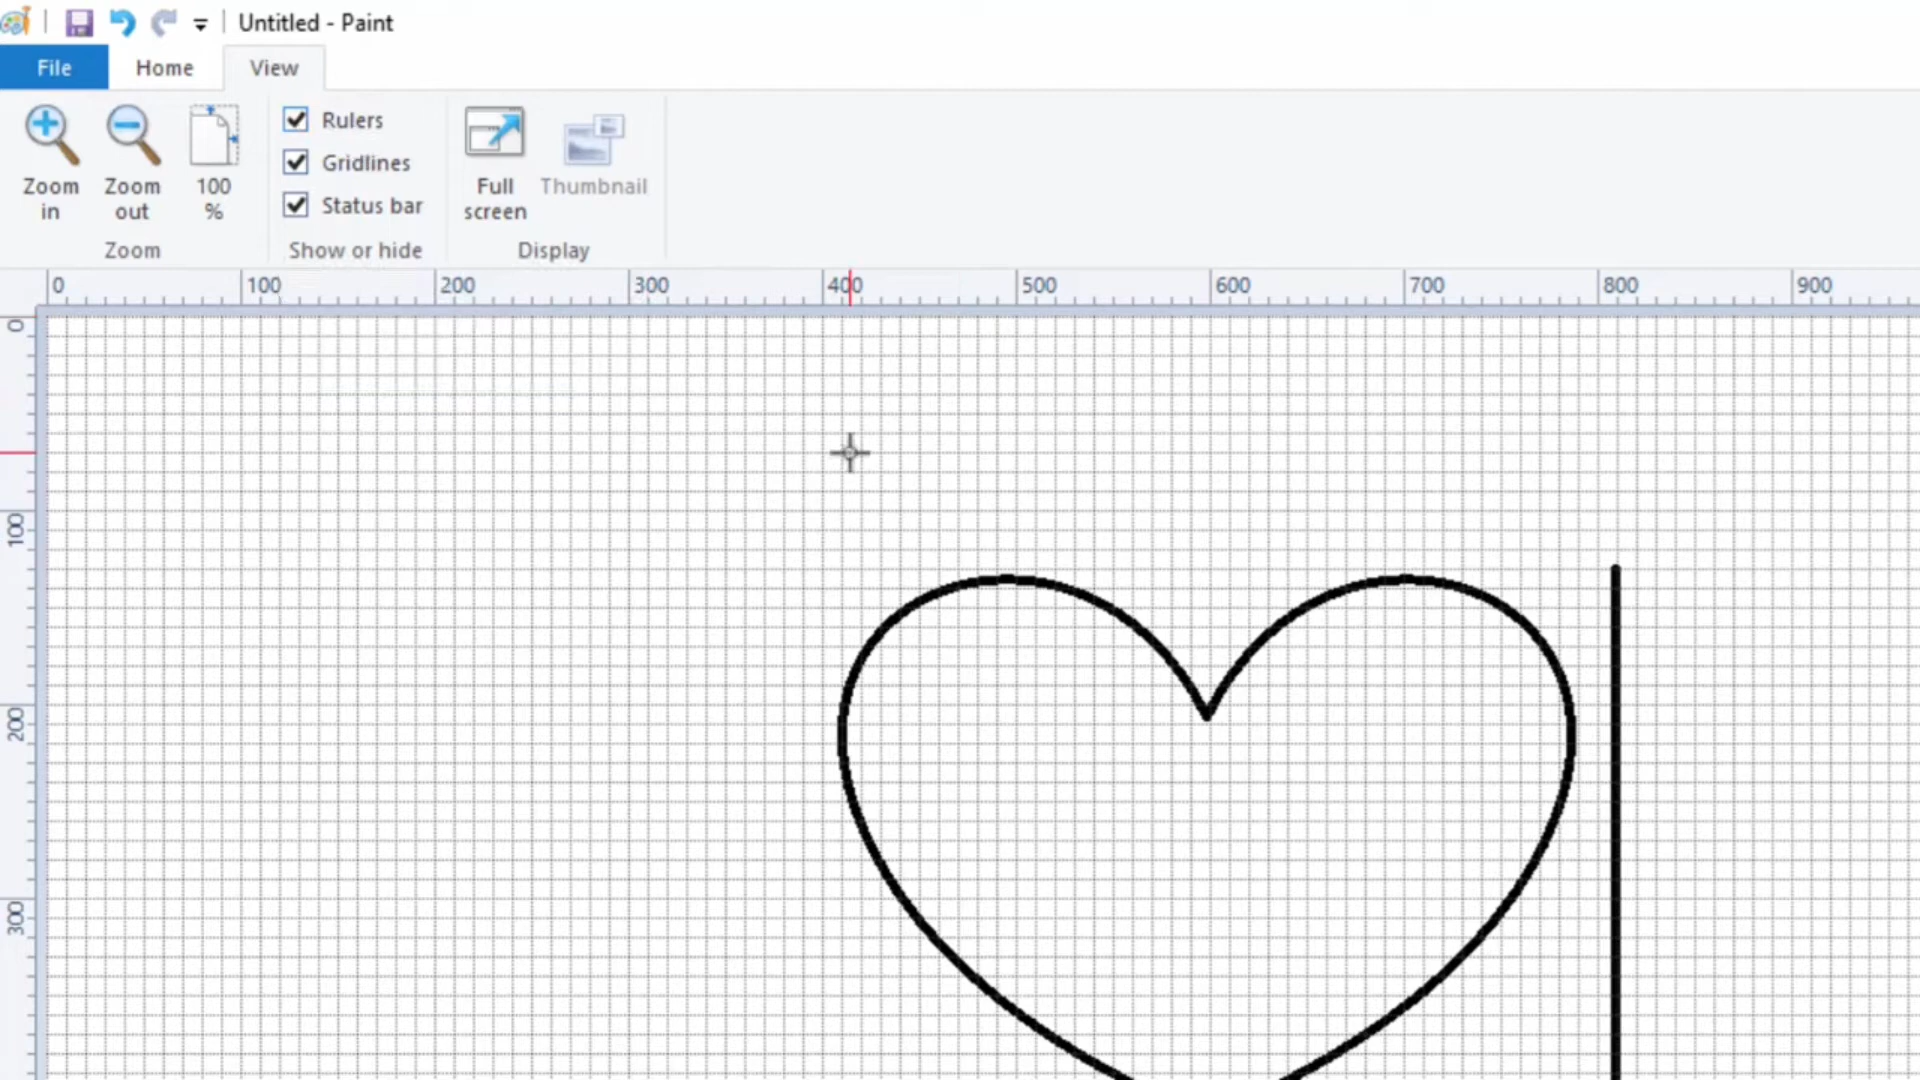 Untitled - Paint
File Home View
Zoom in
Zoom out
100 %
Rulers
Gridlines
Status bar
Full screen
Thumbnail
Zoom
Show or hide
Display
0 100 200 300 400 500 600 700 800 900
0
100
200
300